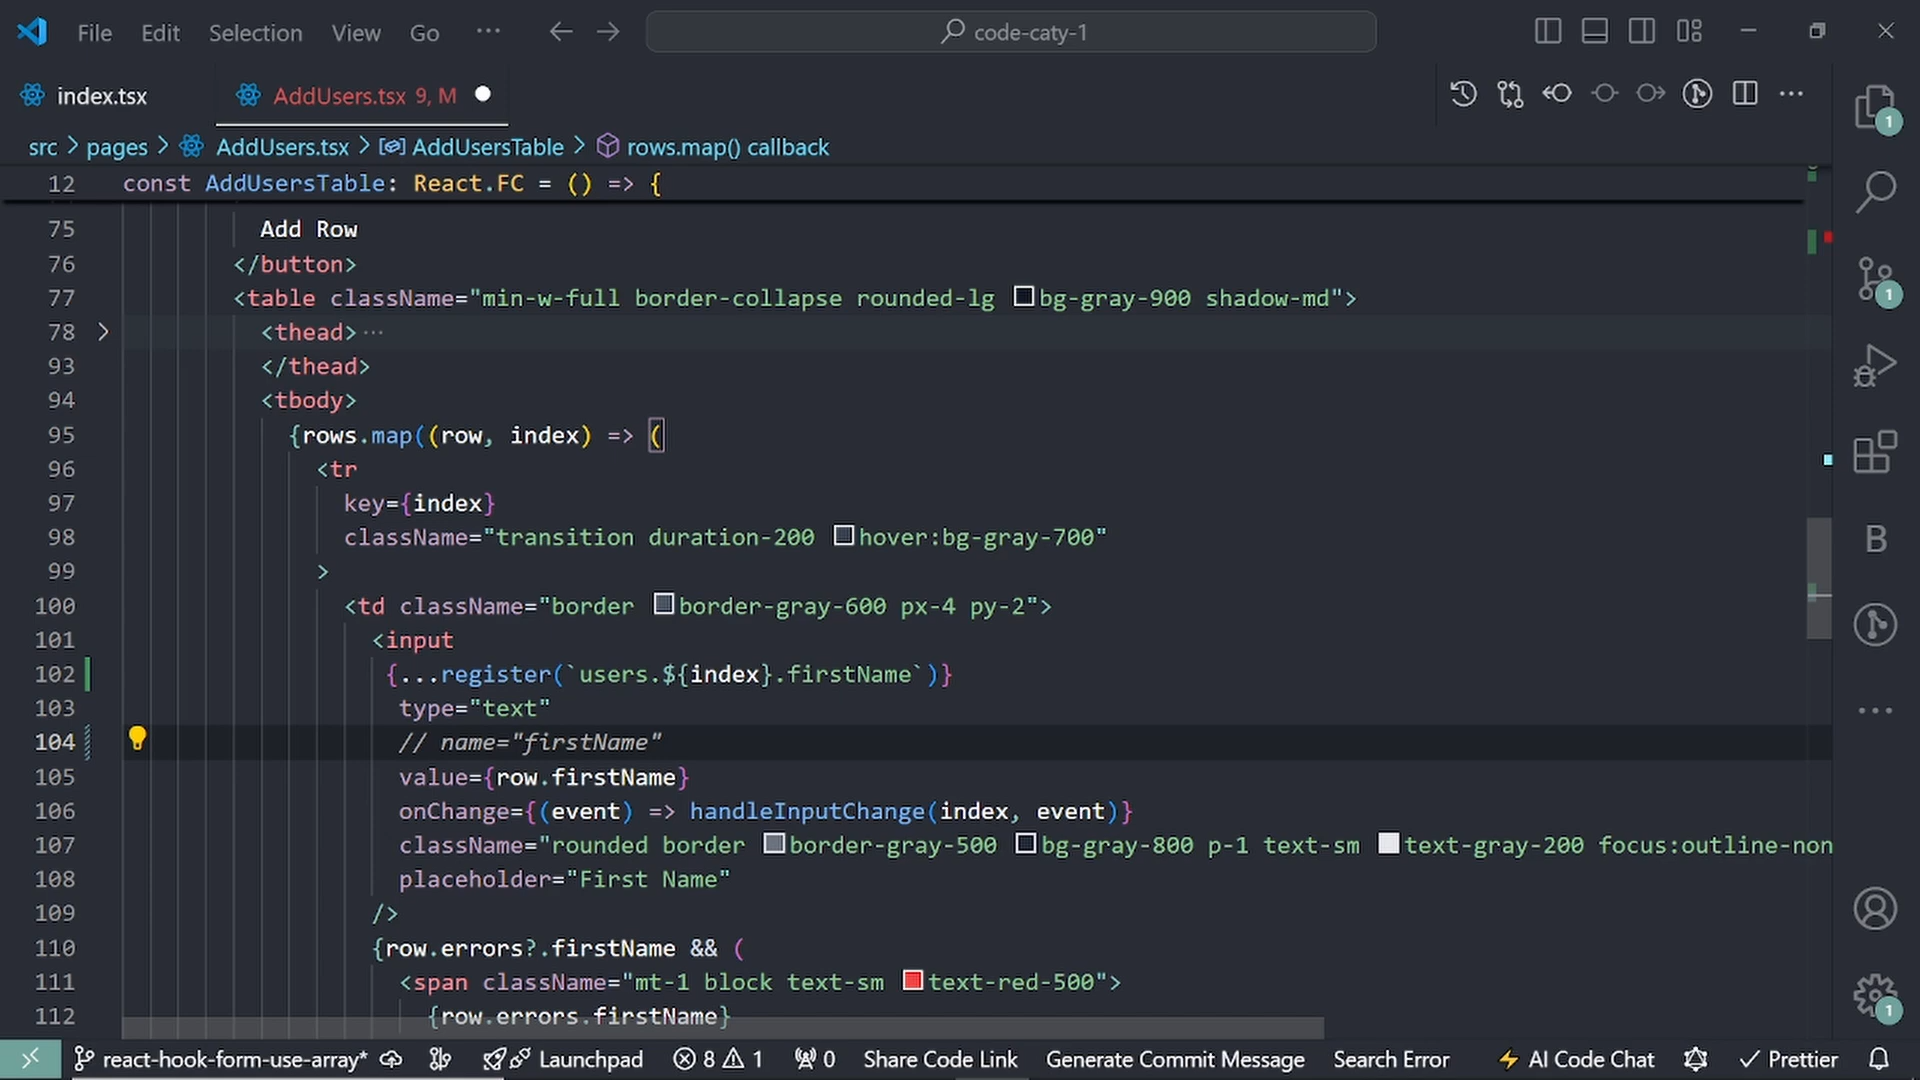 File Edit Selection View Go ··· code-caty-1
index.tsx AddUsers.tsx 9, M
src > pages > AddUsers.tsx > AddUsersTable > rows.map() callback
12 const AddUsersTable: React.FC = () => {
75 Add Row
76 </button>
77 <table className="min-w-full border-collapse rounded-lg bg-gray-900 shadow-md">
78 <thead>···
93 </thead>
94 <tbody>
95 {rows.map((row, index) => (
96 <tr
97 key={index}
98 className="transition duration-200 hover:bg-gray-700"
99 >
100 <td className="border border-gray-600 px-4 py-2">
101 <input
102 {...register(`users.${index}.firstName`)}
103 type="text"
104 // name="firstName"
105 value={row.firstName}
106 onChange={(event) => handleInputChange(index, event)}
107 className="rounded border border-gray-500 bg-gray-800 p-1 text-sm text-gray-200 focus:outline-non
108 placeholder="First Name"
109 />
110 {row.errors?.firstName && (
111 <span className="mt-1 block text-sm text-red-500">
112 {row.errors.firstName}
1
1
B
1
react-hook-form-use-array* Launchpad 8 1 0 Share Code Link Generate Commit Message Search Error AI Code Chat Prettier